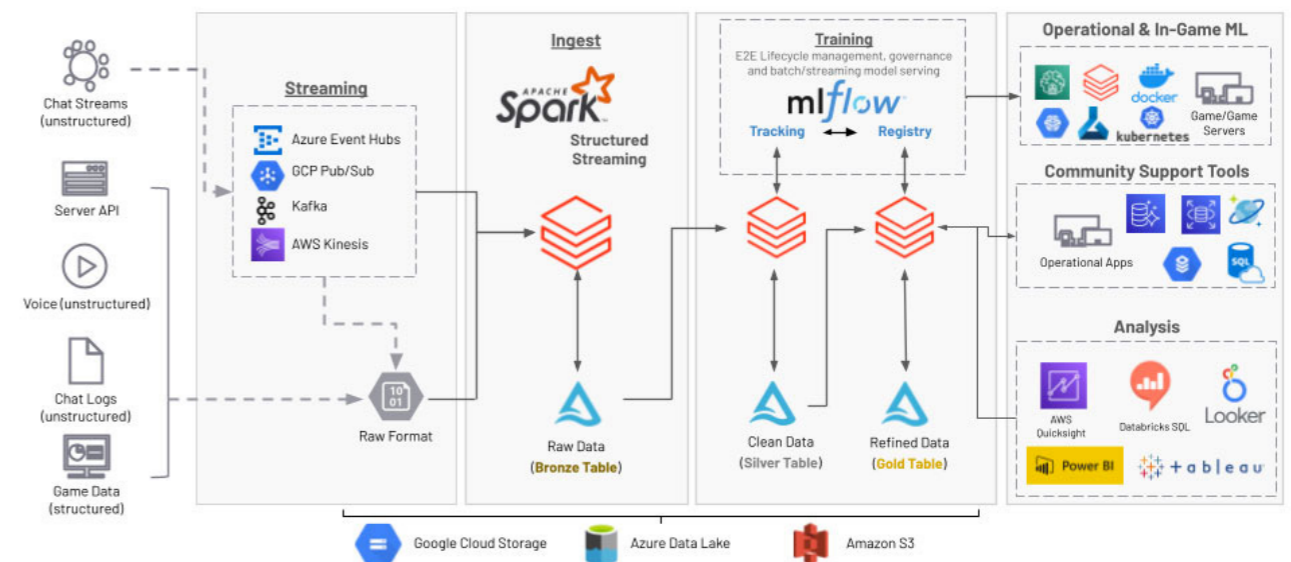 Chat Streams
(unstructured)
Server API
Voice (unstructured)
Chat Logs
(unstructured)
Game Data
(structured)
Streaming
Azure Event Hubs
GCP Pub/Sub
Kafka
AWS Kinesis
10
01
Raw Format
Ingest
APACHE
Spark
Structured
Streaming
Raw Data
(Bronze Table)
Training
E2E Lifecycle management, governance
and batch/streaming model serving
mlflow
Tracking
Registry
Clean Data
(Silver Table)
Refined Data
(Gold Table)
Operational & In-Game ML
docker
kubernetes
Game/Game
Servers
Community Support Tools
Operational Apps
SQL
Analysis
AWS
Quicksight
Databricks SQL
Looker
Power BI
+ a b l e a u
Google Cloud Storage
Azure Data Lake
Amazon S3